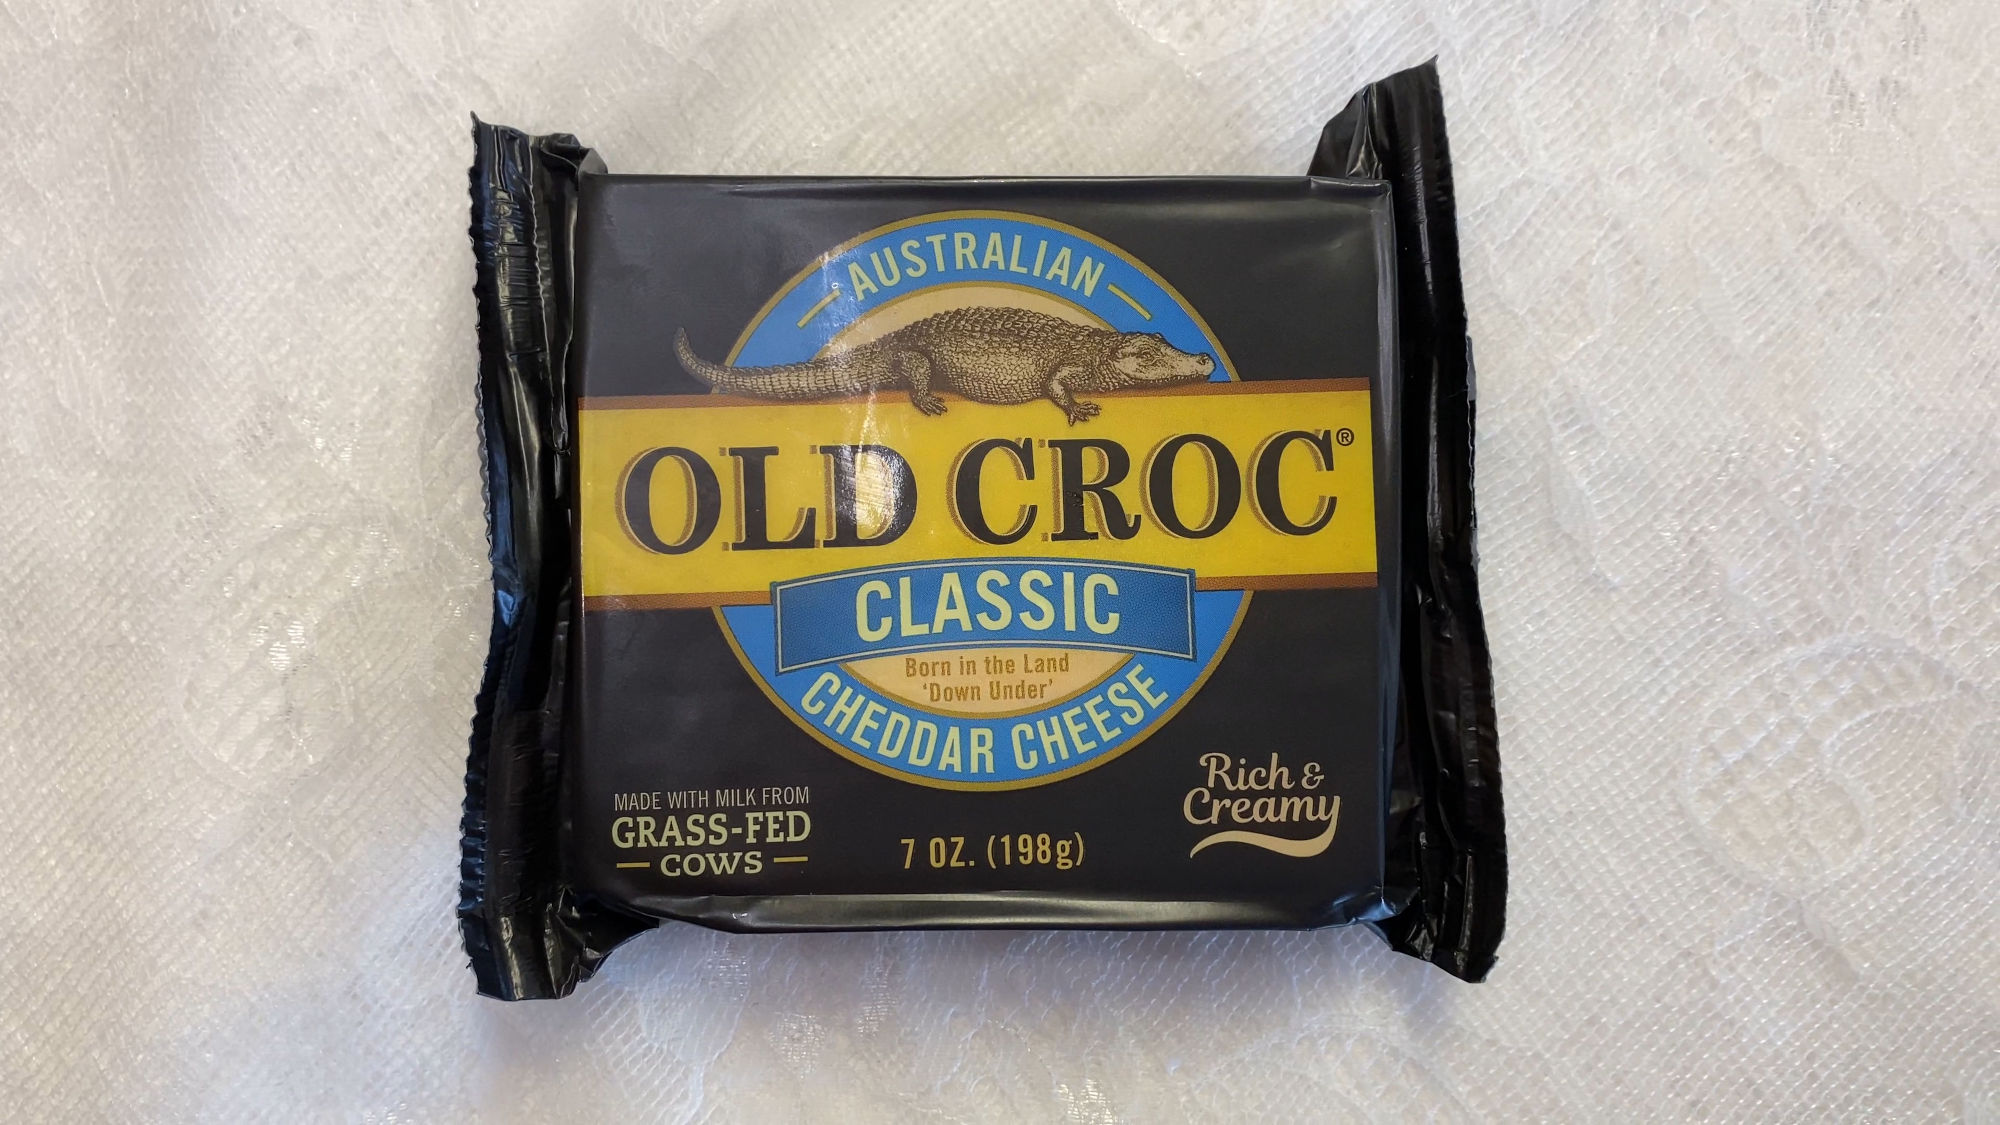 AUSTRALIAN
OLD CROC®
CLASSIC
Born in the Land
'Down Under'
CHEDDAR CHEESE
MADE WITH MILK FROM
GRASS-FED
COWS
7 OZ. (198g)
Rich &
Creamy